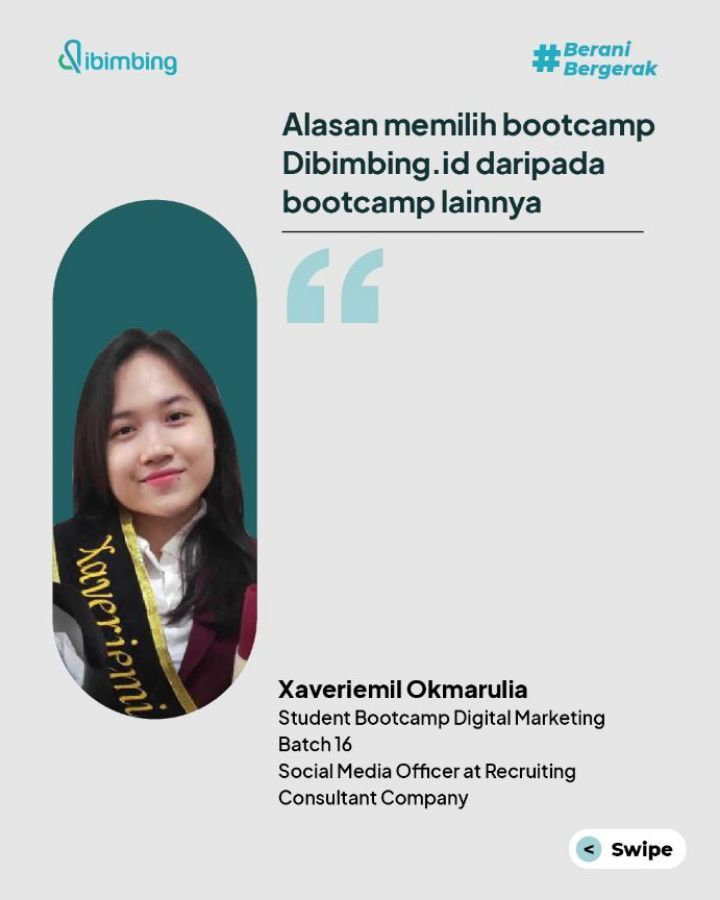 dibimbing
#Berani
Bergerak
Alasan memilih bootcamp
Dibimbing.id daripada
bootcamp lainnya
“
Xaveriemi
Xaveriemil Okmarulia
Student Bootcamp Digital Marketing
Batch 16
Social Media Officer at Recruiting
Consultant Company
< Swipe